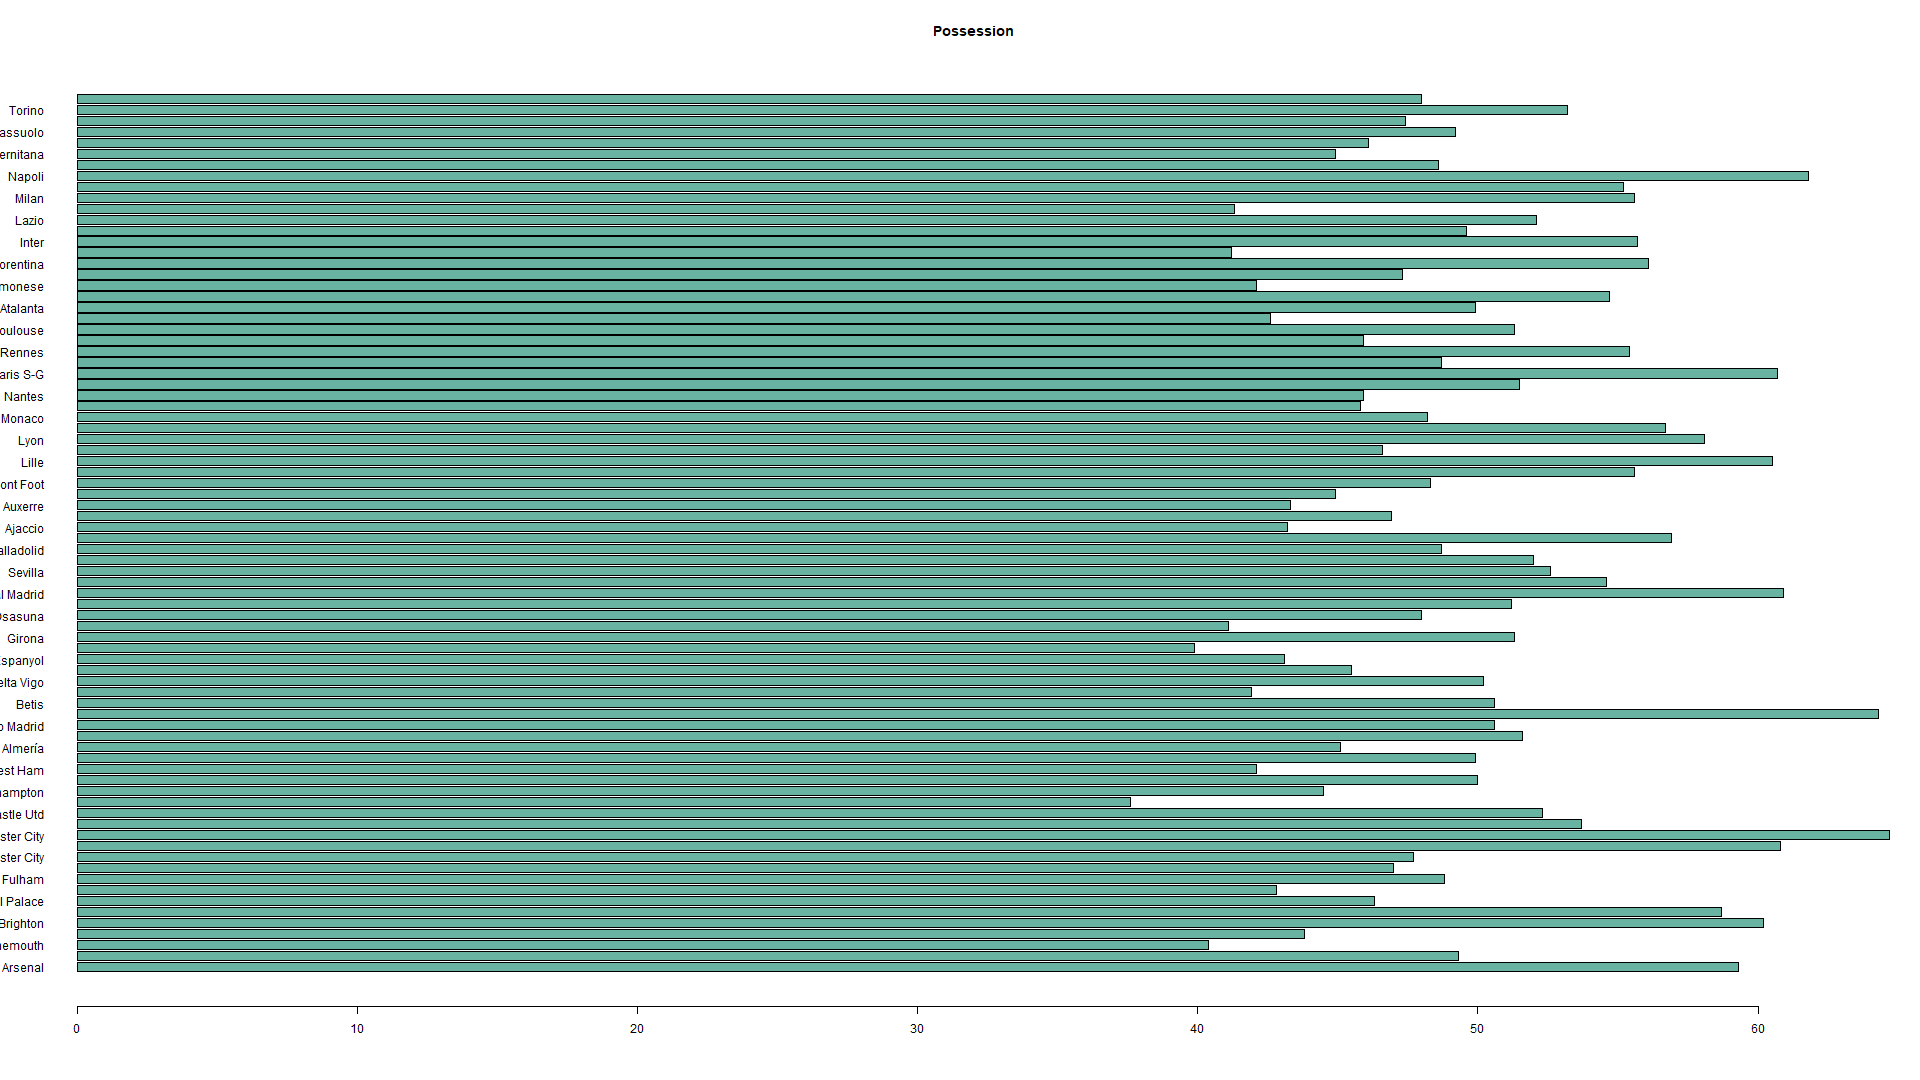 Possession
Torino
assuolo
ernitana
Napoli
Milan
Lazio
Inter
orentina
monese
Atalanta
oulouse
Rennes
aris S-G
Nantes
Monaco
Lyon
Lille
ont Foot
Auxerre
Ajaccio
alladolid
Sevilla
l Madrid
Osasuna
Girona
Espanyol
elta Vigo
Betis
o Madrid
Almería
est Ham
hampton
astle Utd
ster City
ster City
Fulham
l Palace
Brighton
nemouth
Arsenal
0 10 20 30 40 50 60